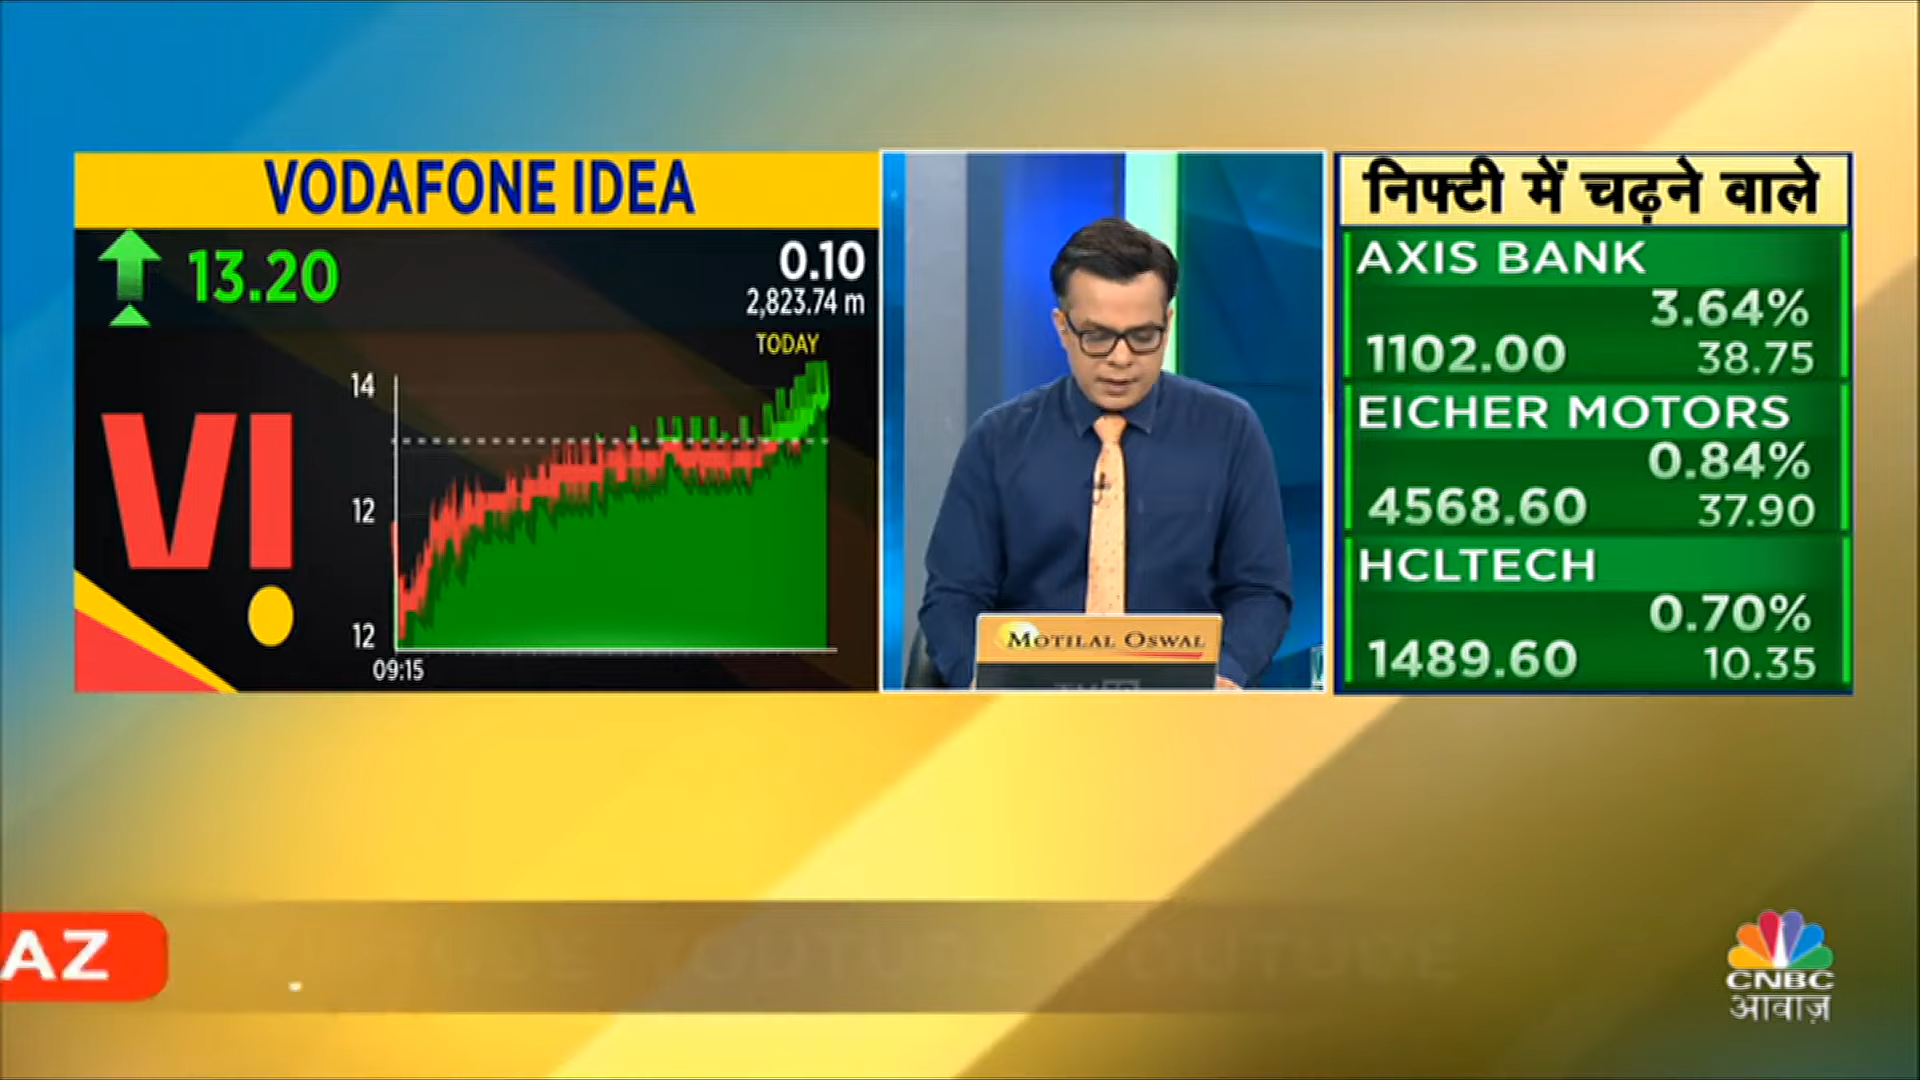 VODAFONE IDEA
13.20
0.10
2,823.74 m
TODAY
14
12
12
09:15
VI
MOTILAL OSWAL
निफ्टी में चढ़ने वाले
AXIS BANK
3.64%
1102.00
38.75
EICHER MOTORS
0.84%
4568.60
37.90
HCLTECH
0.70%
1489.60
10.35
AZ
CNBC
आवाज़